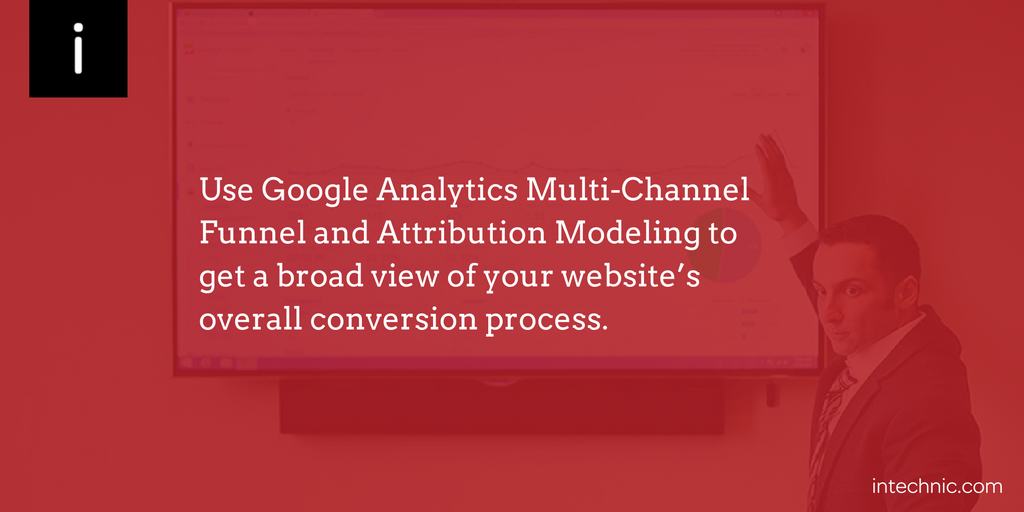 i
Use Google Analytics Multi-Channel
Funnel and Attribution Modeling to
get a broad view of your website’s
overall conversion process.
intechnic.com